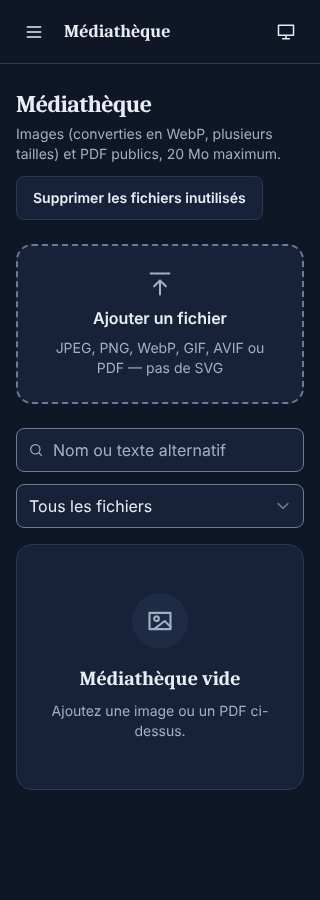 Médiathèque
Médiathèque
Images (converties en WebP, plusieurs
tailles) et PDF publics, 20 Mo maximum.
Supprimer les fichiers inutilisés
Ajouter un fichier
JPEG, PNG, WebP, GIF, AVIF ou
PDF — pas de SVG
Nom ou texte alternatif
Tous les fichiers
Médiathèque vide
Ajoutez une image ou un PDF ci-
dessus.